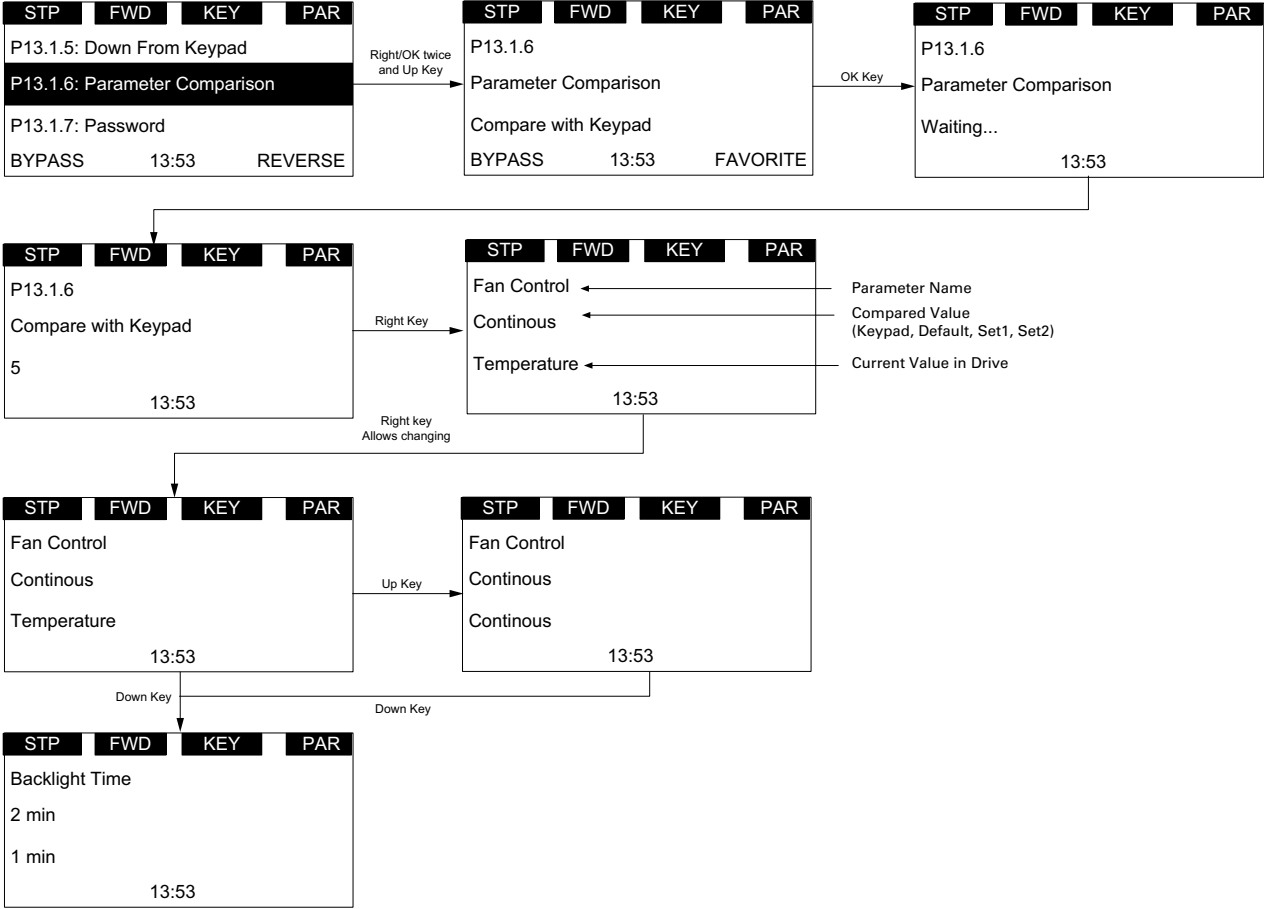 STP FWD KEY PAR
P13.1.5: Down From Keypad
P13.1.6: Parameter Comparison
P13.1.7: Password
BYPASS 13:53 REVERSE
Right/OK twice
and Up Key
STP FWD KEY PAR
P13.1.6
Parameter Comparison
Compare with Keypad
BYPASS 13:53 FAVORITE
OK Key
STP FWD KEY PAR
P13.1.6
Parameter Comparison
Waiting...
13:53
STP FWD KEY PAR
P13.1.6
Compare with Keypad
5
13:53
Right Key
STP FWD KEY PAR
Fan Control
Continous
Temperature
13:53
Parameter Name
Compared Value
(Keypad, Default, Set1, Set2)
Current Value in Drive
Right key
Allows changing
STP FWD KEY PAR
Fan Control
Continous
Temperature
13:53
Up Key
STP FWD KEY PAR
Fan Control
Continous
Continous
13:53
Down Key
Down Key
STP FWD KEY PAR
Backlight Time
2 min
1 min
13:53